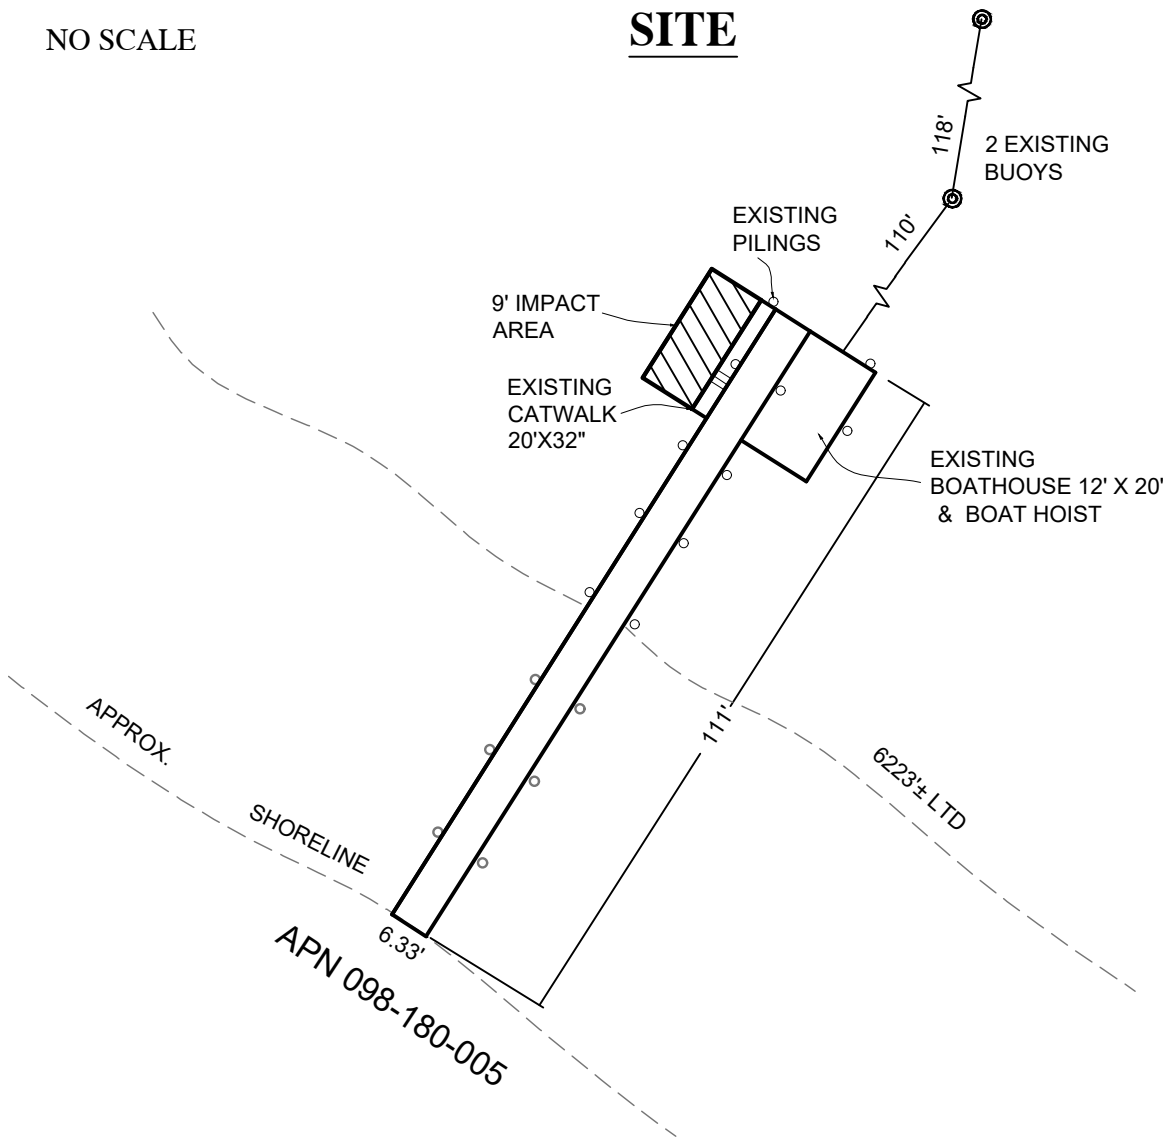 NO SCALE
SITE
118'
2 EXISTING
BUOYS
EXISTING
PILINGS
110'
9' IMPACT
AREA
EXISTING
CATWALK
20'X32"
EXISTING
BOATHOUSE 12' X 20'
& BOAT HOIST
111'
APPROX.
SHORELINE
6223'± LTD
6.33'
APN 098-180-005